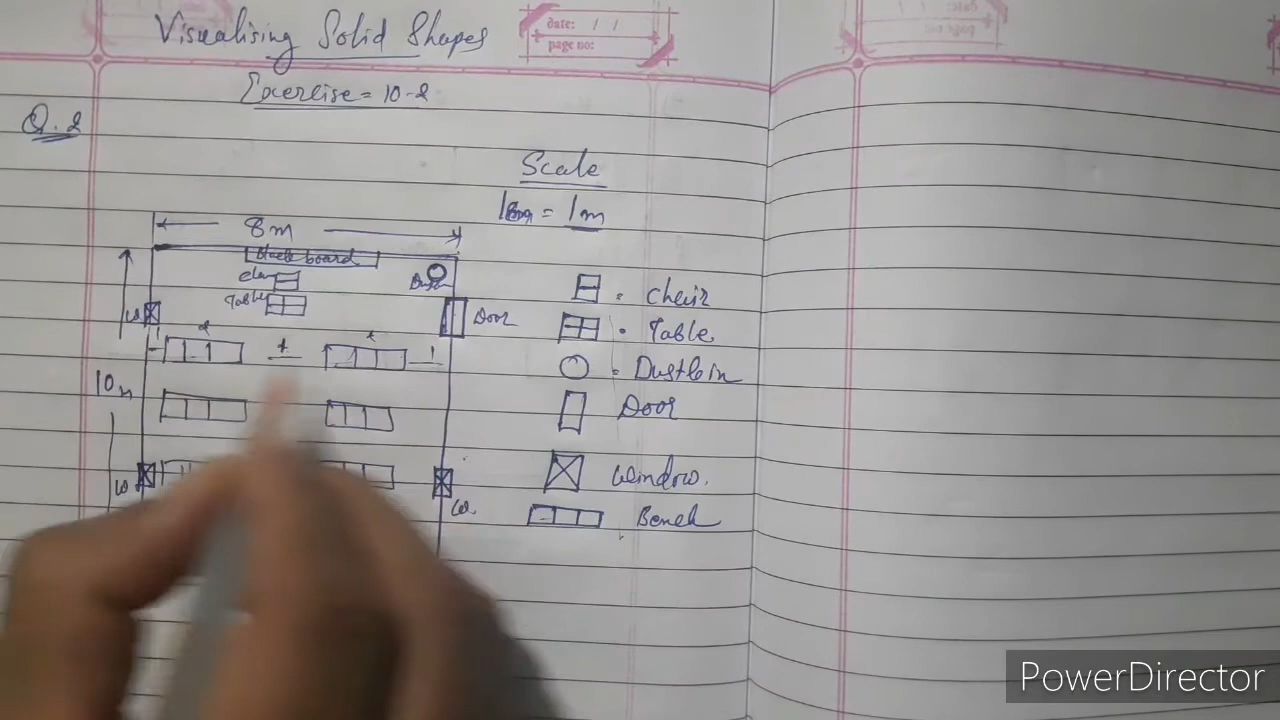 Visualising Solid Shapes
date: / /
page no:
Exercise = 10-2
Q.2
Scale
1cm = 1m
8m
black board
Table
Door
W
10m
W
W.
= Chair
= Table
= Dustbin
Door
Window.
Bench
PowerDirector